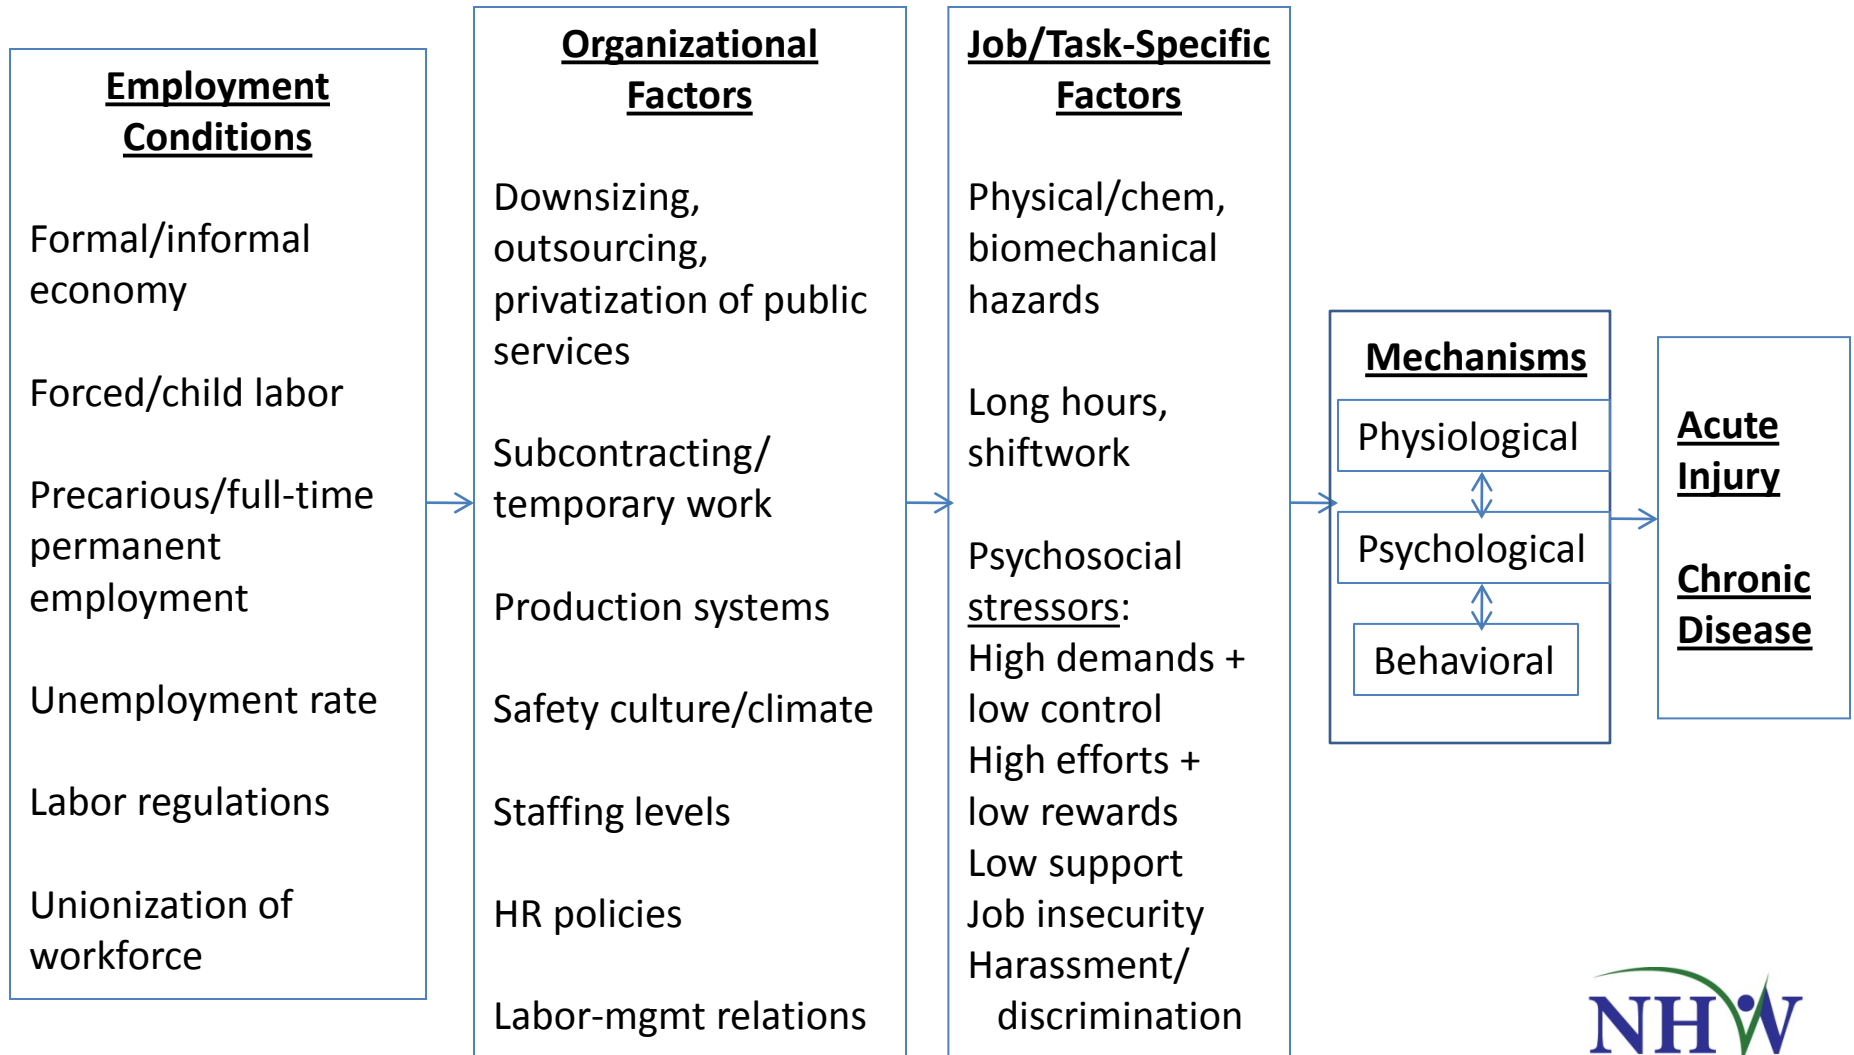 Employment
Conditions
Formal/informal
economy
Forced/child labor
Precarious/full-time
permanent
employment
Unemployment rate
Labor regulations
Unionization of
workforce
Organizational
Factors
Downsizing,
outsourcing,
privatization of public
services
Subcontracting/
temporary work
Production systems
Safety culture/climate
Staffing levels
HR policies
Labor-mgmt relations
Job/Task-Specific
Factors
Physical/chem,
biomechanical
hazards
Long hours,
shiftwork
Psychosocial
stressors:
High demands +
low control
High efforts +
low rewards
Low support
Job insecurity
Harassment/
discrimination
Mechanisms
Physiological
Psychological
Behavioral
Acute
Injury
Chronic
Disease
NHW